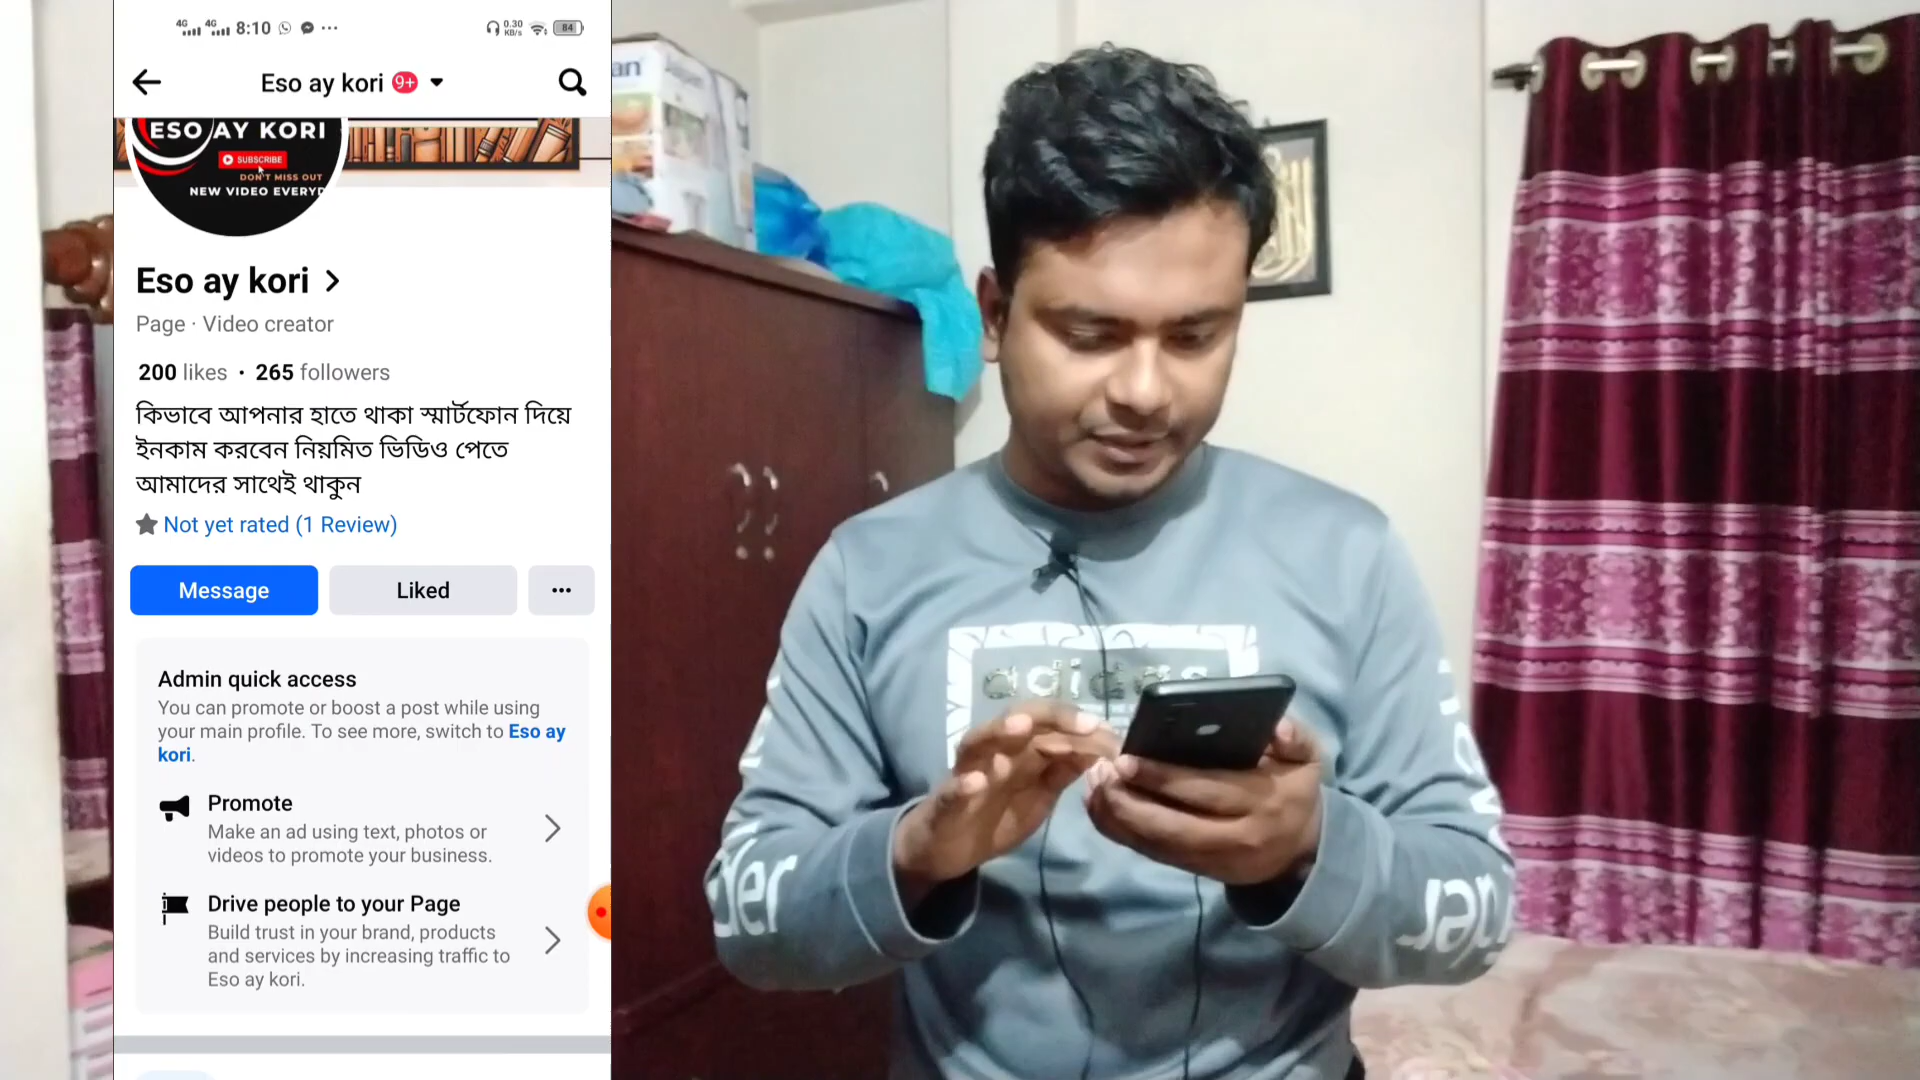 4G 4G 8:10 0.30 KB/s 84
Eso ay kori 9+
ESO AY KORI
SUBSCRIBE
DON'T MISS OUT
NEW VIDEO EVERYD
Eso ay kori
Page · Video creator
200 likes • 265 followers
কিভাবে আপনার হাতে থাকা স্মার্টফোন দিয়ে
ইনকাম করবেন নিয়মিত ভিডিও পেতে
আমাদের সাথেই থাকুন
Not yet rated (1 Review)
Message
Liked
Admin quick access
You can promote or boost a post while using
your main profile. To see more, switch to Eso ay
kori.
Promote
Make an ad using text, photos or
videos to promote your business.
Drive people to your Page
Build trust in your brand, products
and services by increasing traffic to
Eso ay kori.
an
adidas